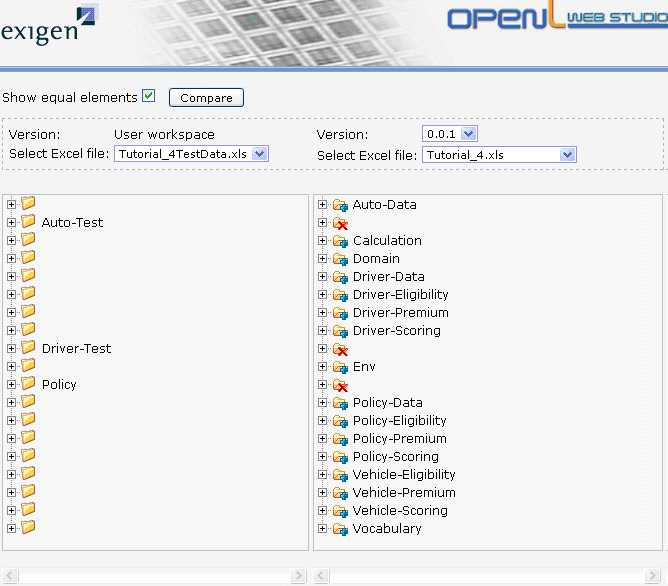 exigen
OPENL WEB STUDIO
Show equal elements Compare
Version: User workspace Version: 0.0.1
Select Excel file: Tutorial_4TestData.xls Select Excel file: Tutorial_4.xls
Auto-Data
Auto-Test
Calculation
Domain
Driver-Data
Driver-Eligibility
Driver-Premium
Driver-Scoring
Driver-Test
Env
Policy
Policy-Data
Policy-Eligibility
Policy-Premium
Policy-Scoring
Vehicle-Eligibility
Vehicle-Premium
Vehicle-Scoring
Vocabulary